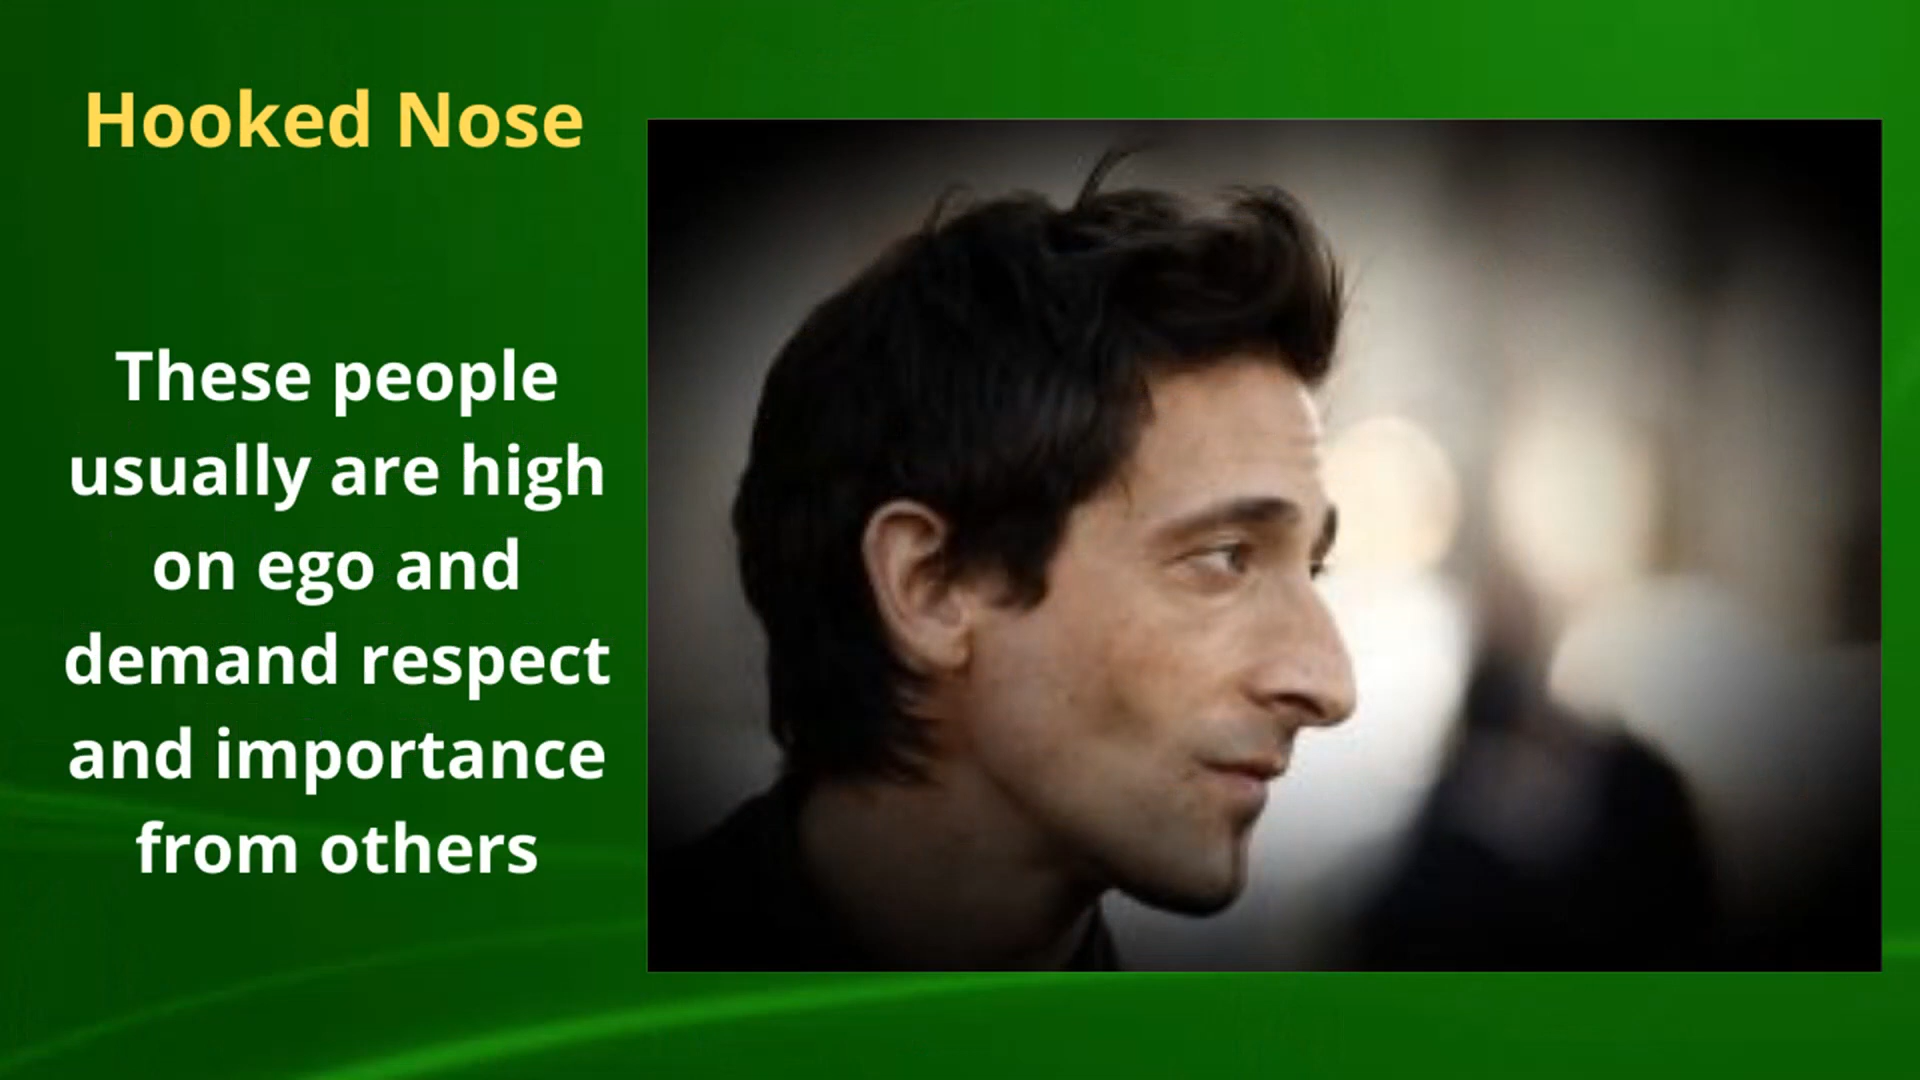 Hooked Nose
These people
usually are high
on ego and
demand respect
and importance
from others